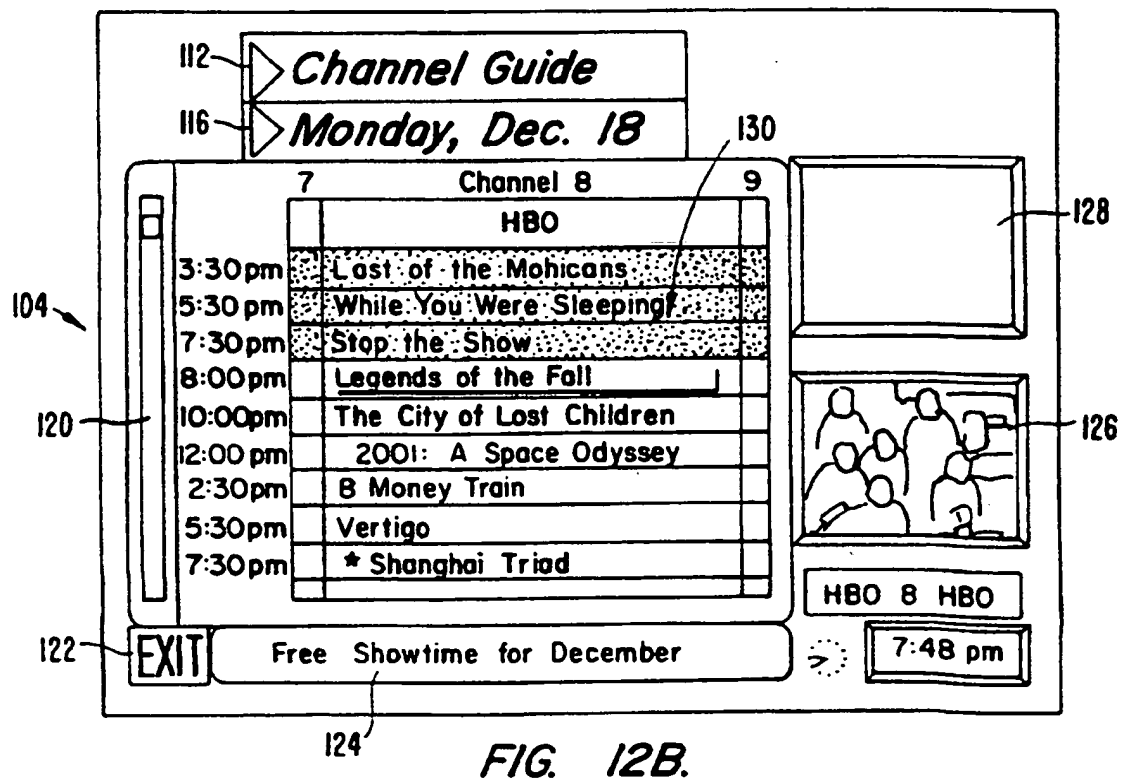 112 Channel Guide
116 Monday, Dec. 18
130
7 Channel 8 9
HBO
128
3:30pm Last of the Mohicans
104
5:30pm While You Were Sleeping
7:30pm Stop the Show
8:00pm Legends of the Fall
120
10:00pm The City of Lost Children
126
12:00 pm 2001: A Space Odyssey
2:30pm 8 Money Train
5:30pm Vertigo
7:30pm * Shanghai Triad
HBO 8 HBO
122 EXIT Free Showtime for December 7:48 pm
124
FIG. 12B.